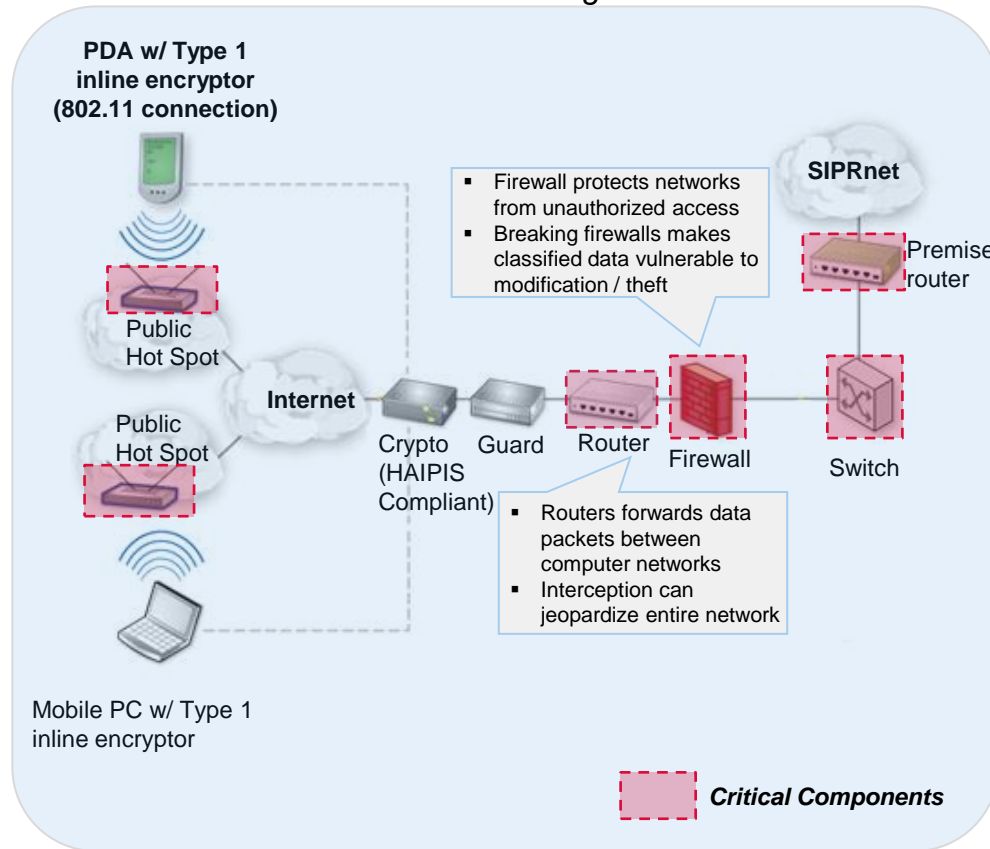 PDA w/ Type 1
inline encryptor
(802.11 connection)
SIPRnet
▪ Firewall protects networks
from unauthorized access
▪ Breaking firewalls makes
classified data vulnerable to
modification / theft
Premise
router
Public
Hot Spot
Internet
Public
Hot Spot
Crypto
(HAIPIS
Compliant)
Guard
Router
Firewall
Switch
▪ Routers forwards data
packets between
computer networks
▪ Interception can
jeopardize entire network
Mobile PC w/ Type 1
inline encryptor
Critical Components